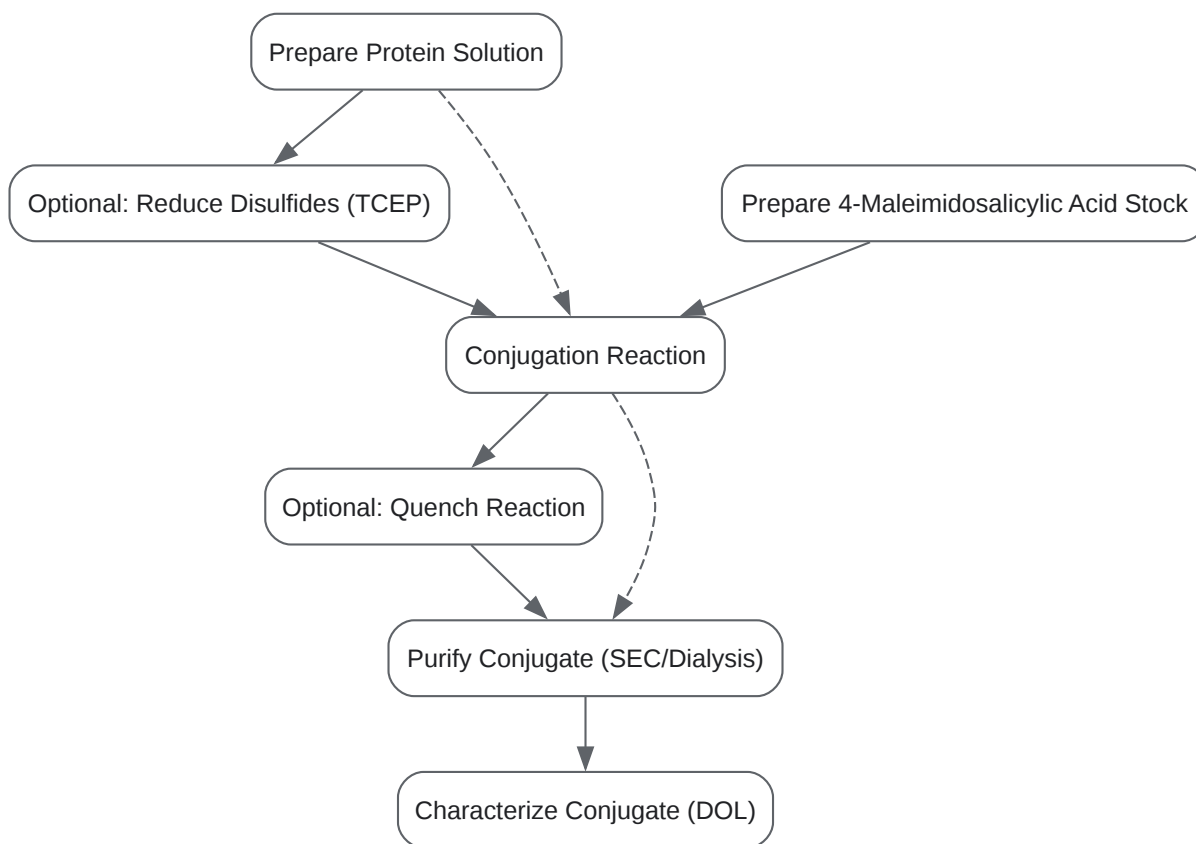 Prepare Protein Solution
Optional: Reduce Disulfides (TCEP)
Prepare 4-Maleimidosalicylic Acid Stock
Conjugation Reaction
Optional: Quench Reaction
Purify Conjugate (SEC/Dialysis)
Characterize Conjugate (DOL)